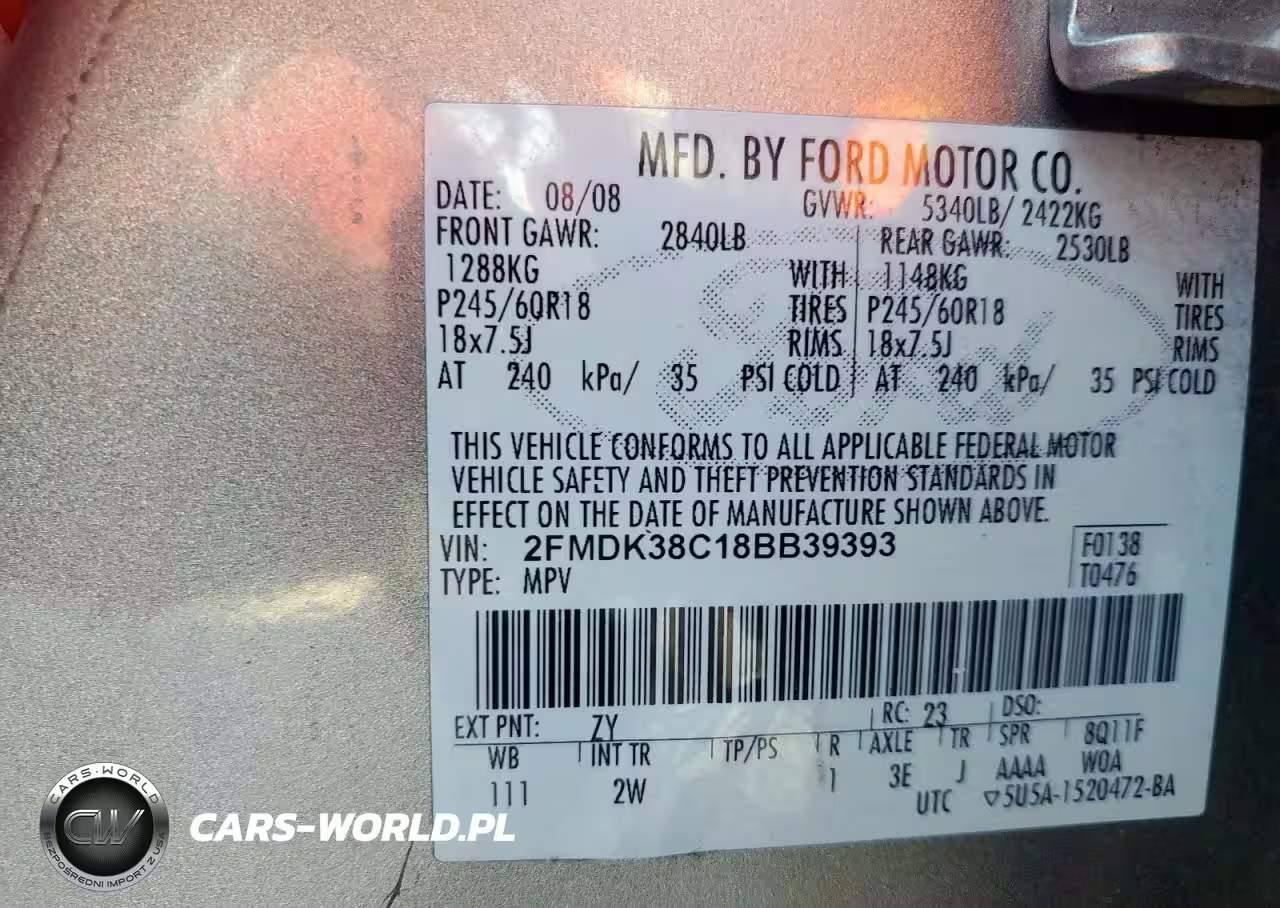 MFD. BY FORD MOTOR CO.
DATE: 08/08 GVWR: 5340LB/ 2422KG
FRONT GAWR: 2840LB REAR GAWR: 2530LB
1288KG WITH 1148KG WITH
P245/60R18 TIRES P245/60R18 TIRES
18x7.5J RIMS 18x7.5J RIMS
AT 240 kPa/ 35 PSI COLD AT 240 kPa/ 35 PSI COLD
THIS VEHICLE CONFORMS TO ALL APPLICABLE FEDERAL MOTOR
VEHICLE SAFETY AND THEFT PREVENTION STANDARDS IN
EFFECT ON THE DATE OF MANUFACTURE SHOWN ABOVE.
VIN: 2FMDK38C18BB39393 F0138
TYPE: MPV T0476
EXT PNT: ZY RC: 23 DSO:
WB INT TR TP/PS R AXLE TR SPR 8Q11F
111 2W 1 3E J AAAA W0A
UTC ▽5U5A-1520472-BA
CARS-WORLD
CW
BEZPOŚREDNI IMPORT Z USA
CARS-WORLD.PL